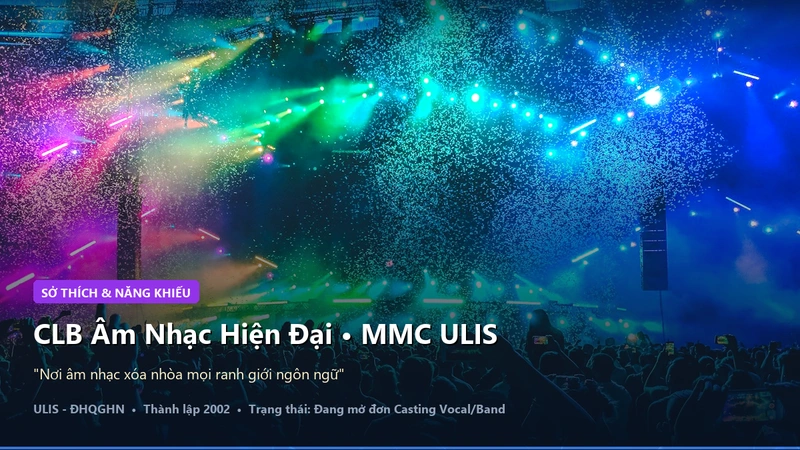 SỞ THÍCH & NĂNG KHIẾU
CLB Âm Nhạc Hiện Đại • MMC ULIS
"Nơi âm nhạc xóa nhòa mọi ranh giới ngôn ngữ"
ULIS - ĐHQGHN • Thành lập 2002 • Trạng thái: Đang mở đơn Casting Vocal/Band